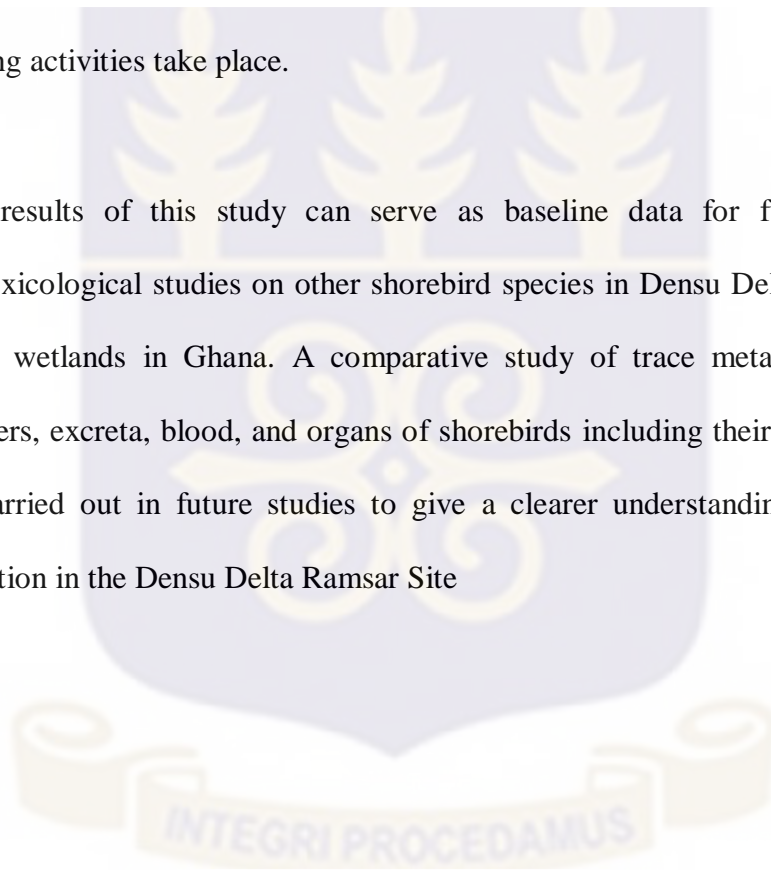 ng activities take place.
results of this study can serve as baseline data for f
xicological studies on other shorebird species in Densu Del
wetlands in Ghana. A comparative study of trace meta
ers, excreta, blood, and organs of shorebirds including their
arried out in future studies to give a clearer understandin
tion in the Densu Delta Ramsar Site
INTEGRI PROCEDAMUS